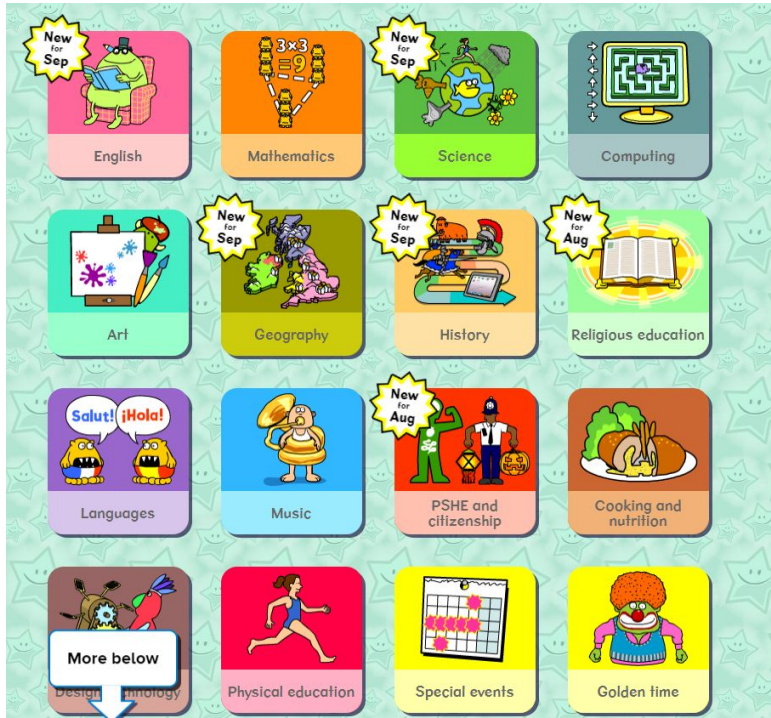 New
for
Sep
English
3×3
=9
Mathematics
New
for
Sep
Science
Computing
Art
New
for
Sep
Geography
New
for
Sep
History
New
for
Aug
Religious education
Salut! ¡Hola!
Languages
Music
New
for
Aug
PSHE and
citizenship
Cooking and
nutrition
More below
Physical education
Special events
Golden time